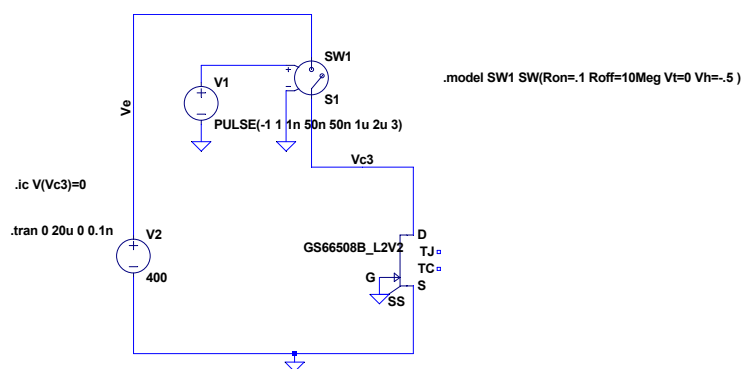 SW1
.model SW1 SW(Ron=.1 Roff=10Meg Vt=0 Vh=-.5 )
+
V1
Ve
+
−
−
S1
PULSE(-1 1 1n 50n 50n 1u 2u 3)
Vc3
.ic V(Vc3)=0
.tran 0 20u 0 0.1n
V2
D
+
GS66508B_L2V2
TJ
−
TC
400
G
S
SS